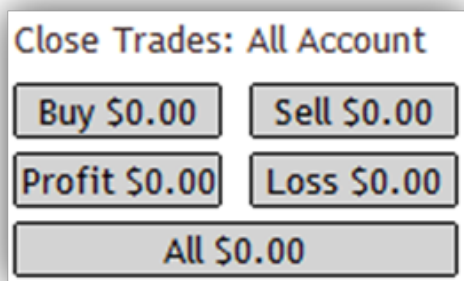 Close Trades: All Account
Buy $0.00 Sell $0.00
Profit $0.00 Loss $0.00
All $0.00